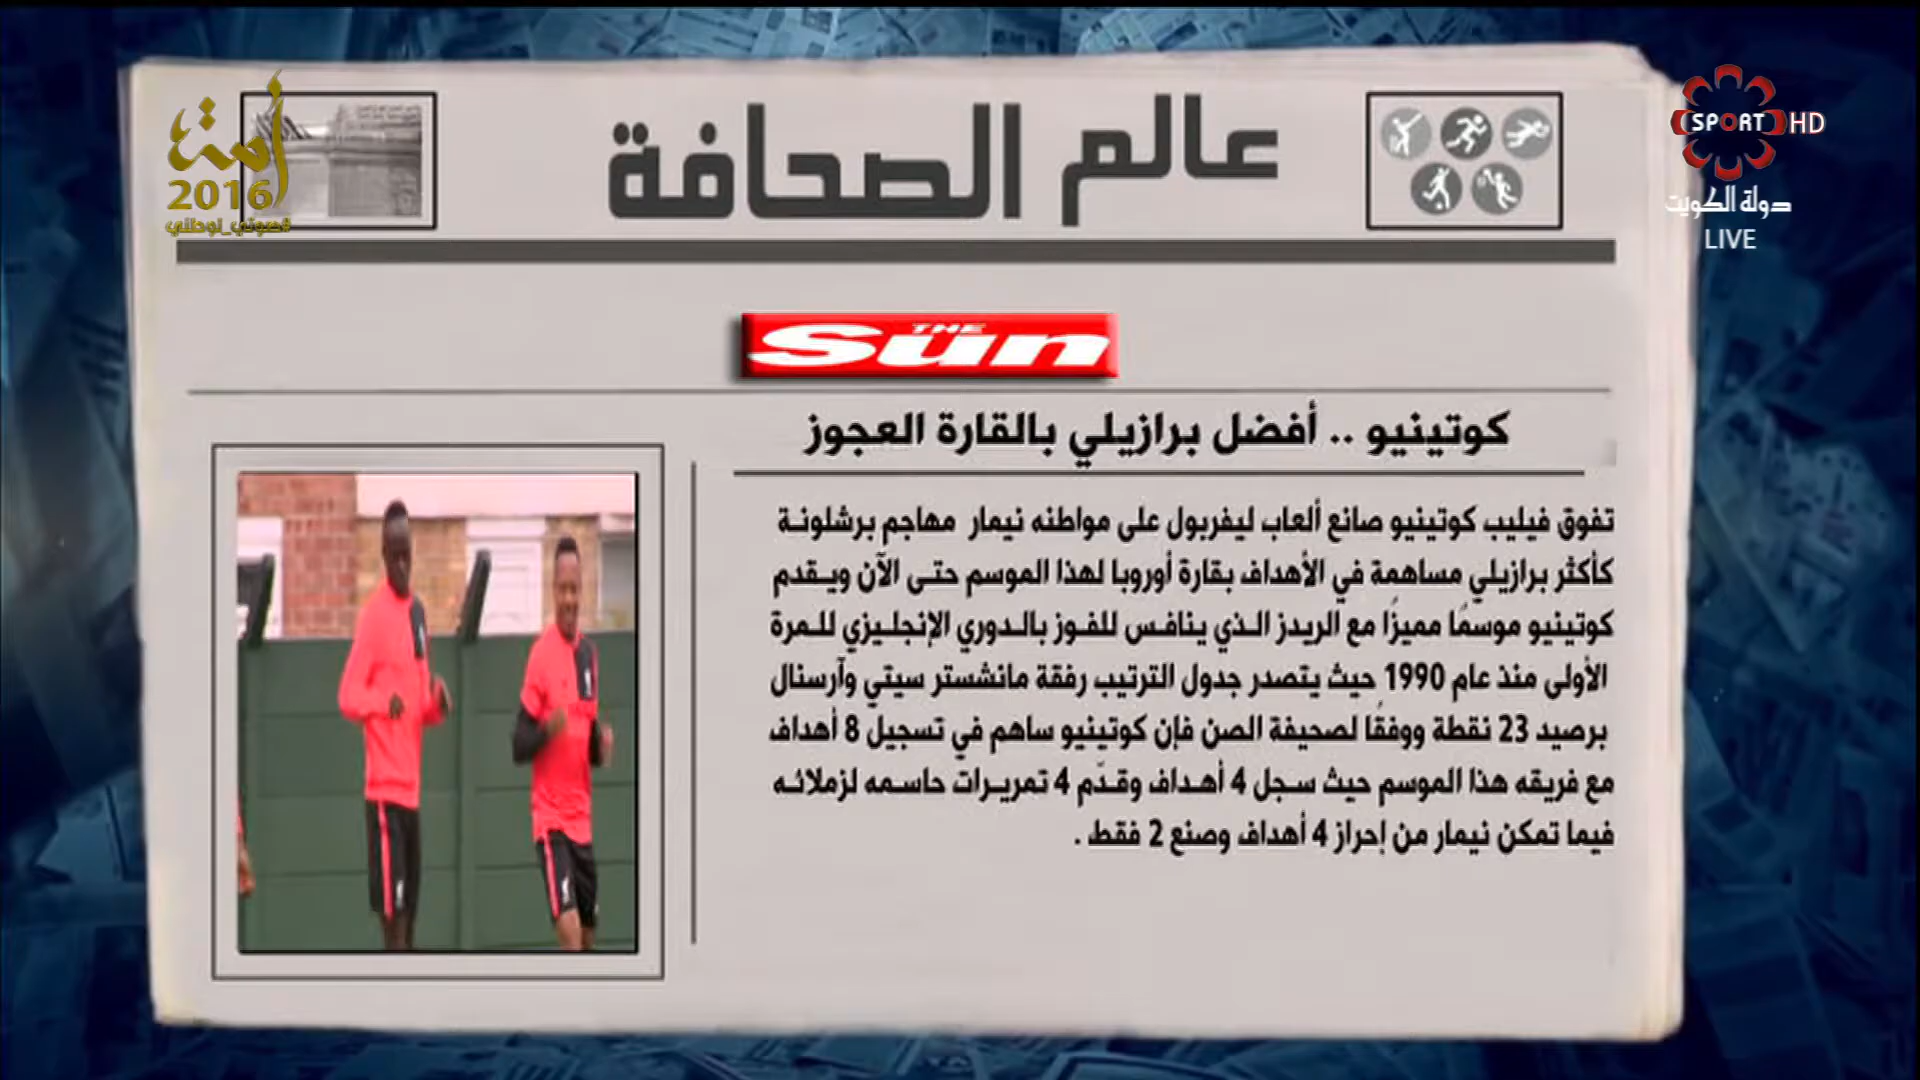 عالم الصحافة
أمة
2016
#صوتي_لوطني
SPORT HD
دولة الكويت
LIVE
THE Sun
كوتينيو .. أفضل برازيلي بالقارة العجوز
تفوق فيليب كوتينيو صانع ألعاب ليفربول على مواطنه نيمار مهاجم برشلونة
كأكثر برازيلي مساهمة في الأهداف بقارة أوروبا لهذا الموسم حتى الآن ويقدم
كوتينيو موسمًا مميزًا مع الريدز الذي ينافس للفوز بالدوري الإنجليزي للمرة
الأولى منذ عام 1990 حيث يتصدر جدول الترتيب رفقة مانشستر سيتي وآرسنال
برصيد 23 نقطة ووفقًا لصحيفة الصن فإن كوتينيو ساهم في تسجيل 8 أهداف
مع فريقه هذا الموسم حيث سجل 4 أهداف وقدّم 4 تمريرات حاسمه لزملائه
فيما تمكن نيمار من إحراز 4 أهداف وصنع 2 فقط .